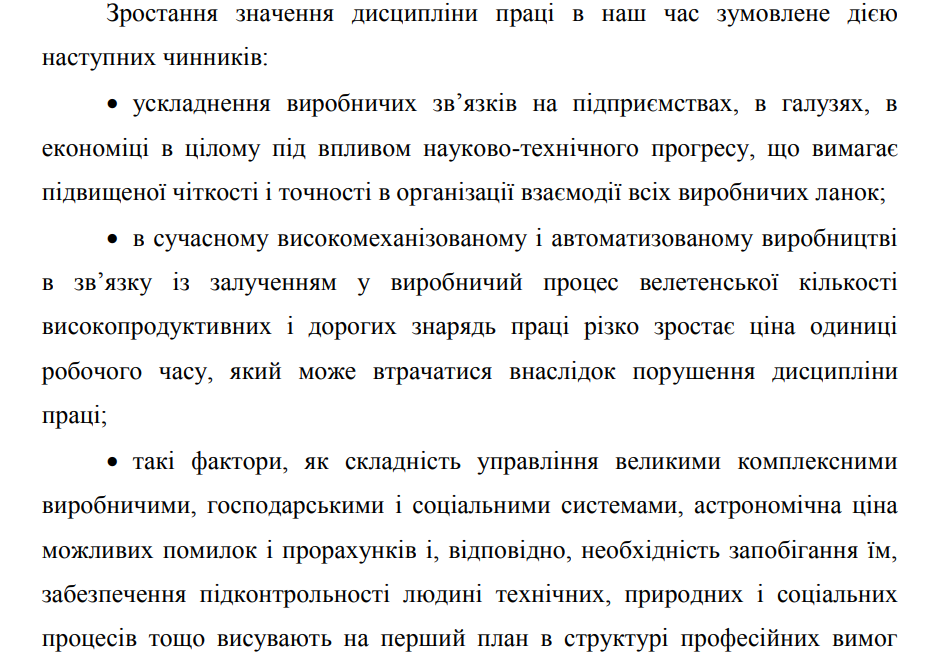 Зростання значення дисципліни праці в наш час зумовлене дією
наступних чинників:
• ускладнення виробничих зв’язків на підприємствах, в галузях, в
економіці в цілому під впливом науково-технічного прогресу, що вимагає
підвищеної чіткості і точності в організації взаємодії всіх виробничих ланок;
• в сучасному високомеханізованому і автоматизованому виробництві
в зв’язку із залученням у виробничий процес велетенської кількості
високопродуктивних і дорогих знарядь праці різко зростає ціна одиниці
робочого часу, який може втрачатися внаслідок порушення дисципліни
праці;
• такі фактори, як складність управління великими комплексними
виробничими, господарськими і соціальними системами, астрономічна ціна
можливих помилок і прорахунків і, відповідно, необхідність запобігання їм,
забезпечення підконтрольності людині технічних, природних і соціальних
процесів тощо висувають на перший план в структурі професійних вимог